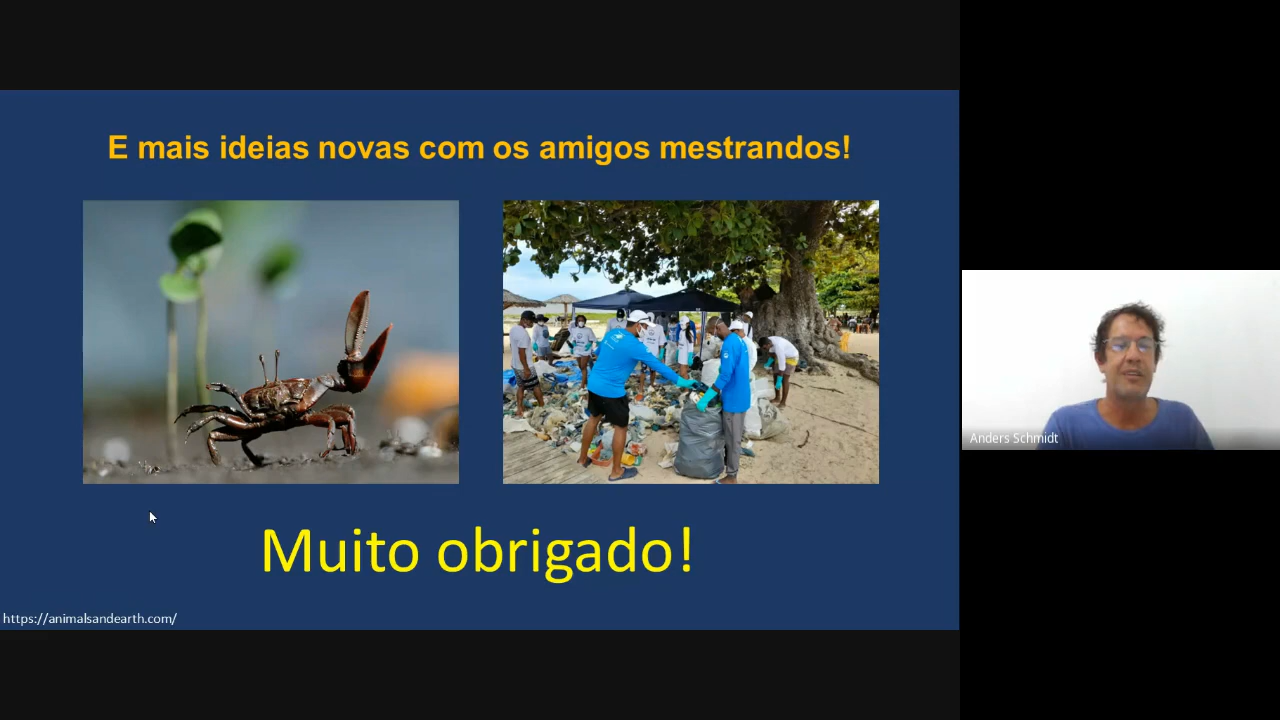 E mais ideias novas com os amigos mestrandos!
Muito obrigado!
https://animalsandearth.com/
Anders Schmidt